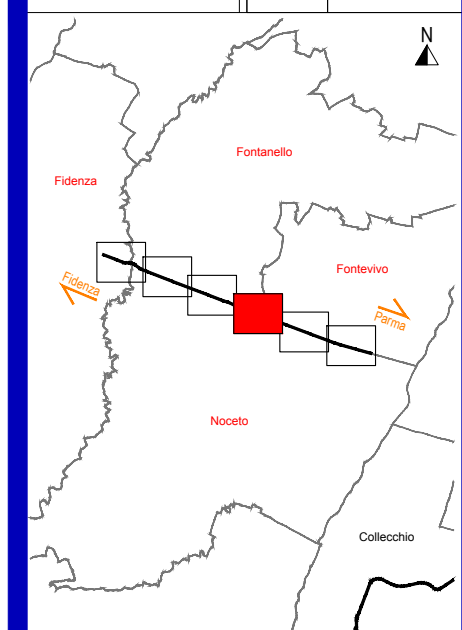 N
Fontanello
Fidenza
Fontevivo
Fidenza
Parma
Noceto
Collecchio